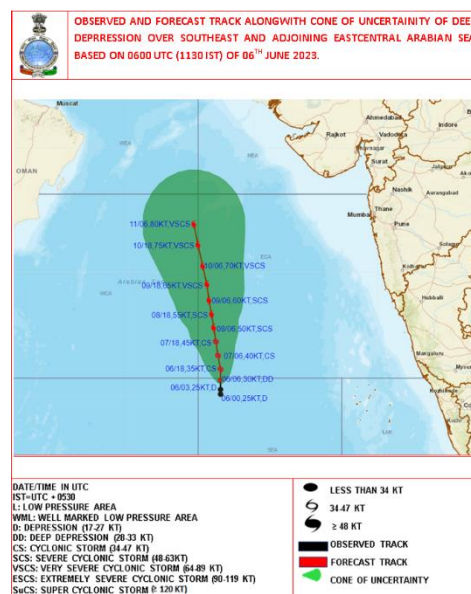 OBSERVED AND FORECAST TRACK ALONGWITH CONE OF UNCERTAINITY OF DEE
DEPRRESSION OVER SOUTHEAST AND ADJOINING EASTCENTRAL ARABIAN SEA
BASED ON 0600 UTC (1130 IST) OF 06TH JUNE 2023.
Muscat
OMAN
Ahmedabad
Rajkot
Vadodara
Indore
Surat
Nashik
Aurangabad
Mumbai
Thane
Pune
Solapur
Kolhapur
Hubballi
Mangaluru
Kozhikode
11/06,80KT,VSCS
10/18,75KT,VSCS
10/06,70KT,VSCS
09/18,65KT,VSCS
09/06,60KT,SCS
08/18,55KT,SCS
08/06,50KT,SCS
07/18,45KT,CS
07/06,40KT,CS
06/18,35KT,CS
06/06,30KT,DD
06/03,25KT,D
06/00,25KT,D
DATE/TIME IN UTC
IST=UTC + 0530
L: LOW PRESSURE AREA
WML: WELL MARKED LOW PRESSURE AREA
D: DEPRESSION (17-27 KT)
DD: DEEP DEPRESSION (28-33 KT)
CS: CYCLONIC STORM (34-47 KT)
SCS: SEVERE CYCLONIC STORM (48-63KT)
VSCS: VERY SEVERE CYCLONIC STORM (64-89 KT)
ESCS: EXTREMELY SEVERE CYCLONIC STORM (90-119 KT)
SuCS: SUPER CYCLONIC STORM (≥ 120 KT)
LESS THAN 34 KT
34-47 KT
≥ 48 KT
OBSERVED TRACK
FORECAST TRACK
CONE OF UNCERTAINTY